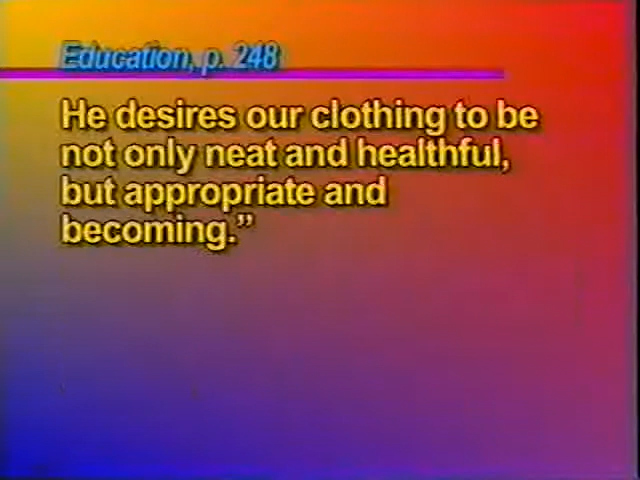 Education, p. 248
He desires our clothing to be
not only neat and healthful,
but appropriate and
becoming.”